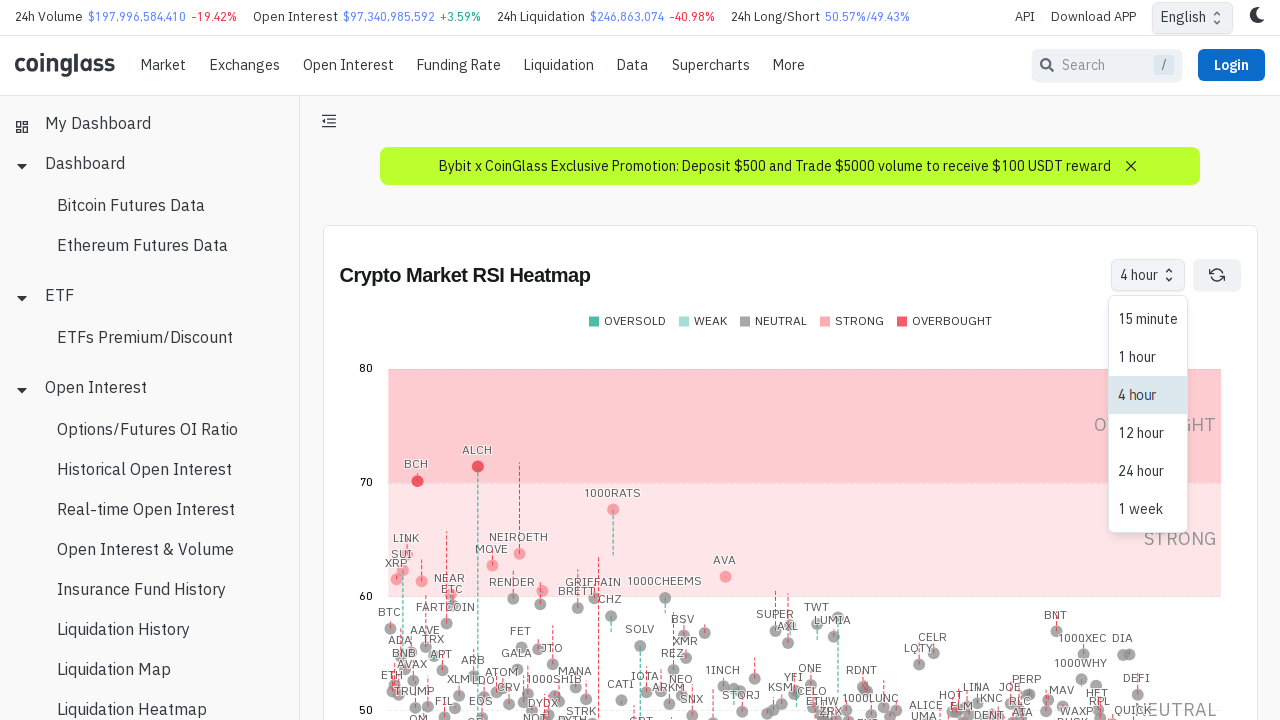 24h Volume $197,996,584,410 -19.42% Open Interest $97,340,985,592 +3.59% 24h Liquidation $246,863,074 -40.98% 24h Long/Short 50.57%/49.43% API Download APP English
coinglass Market Exchanges Open Interest Funding Rate Liquidation Data Supercharts More Search / Login
My Dashboard
Dashboard
Bitcoin Futures Data
Ethereum Futures Data
ETF
ETFs Premium/Discount
Open Interest
Options/Futures OI Ratio
Historical Open Interest
Real-time Open Interest
Open Interest & Volume
Insurance Fund History
Liquidation History
Liquidation Map
Liquidation Heatmap
Bybit x CoinGlass Exclusive Promotion: Deposit $500 and Trade $5000 volume to receive $100 USDT reward
Crypto Market RSI Heatmap
4 hour
15 minute
1 hour
4 hour
12 hour
24 hour
1 week
OVERSOLD WEAK NEUTRAL STRONG OVERBOUGHT
80
70
60
50
STRONG
NEUTRAL
ALCH
BCH
1000RATS
LINK
NEIROETH
SUI
MOVE
XRP
AVA
NEAR
RENDER
GRIFFAIN
1000CHEEMS
ETC
BRETT
CHZ
FARTCOIN
TWT
BTC
SUPER
BNT
BSV
LUMIA
AXL
AAVE
FET
SOLV
ADA
TRX
XMR
CELR
1000XEC
DIA
JTO
LQTY
BNB
APT
GALA
REZ
ARB
AVAX
1000WHY
ATOM
MANA
1INCH
ONE
RDNT
ETH
XLM
LDO
1000SHIB
IOTA
NEO
YFI
PERP
DEFI
TRUMP
CRV
CATI
ARKM
KSM
CELO
HOT
LINA
JOE
MAV
FIL
EOS
DYDX
SNX
STORJ
ETHW
1000LUNC
ALICE
FLM
KNC
RLC
HFT
RPL
STRK
ZRX
UMA
DENT
ATA
WAXP
QUICK